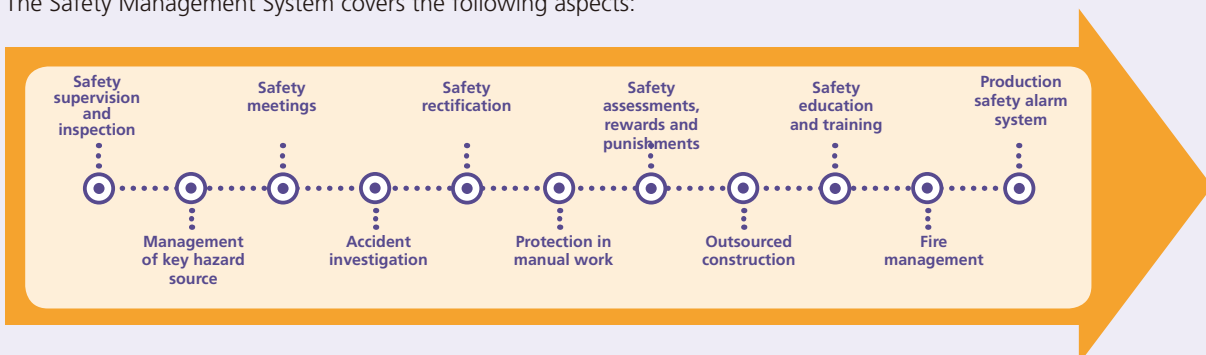 The Safety Management System covers the following aspects:
Safety
supervision
and
inspection
Safety
meetings
Safety
rectification
Safety
assessments,
rewards and
punishments
Safety
education
and training
Production
safety alarm
system
Management
of key hazard
source
Accident
investigation
Protection in
manual work
Outsourced
construction
Fire
management